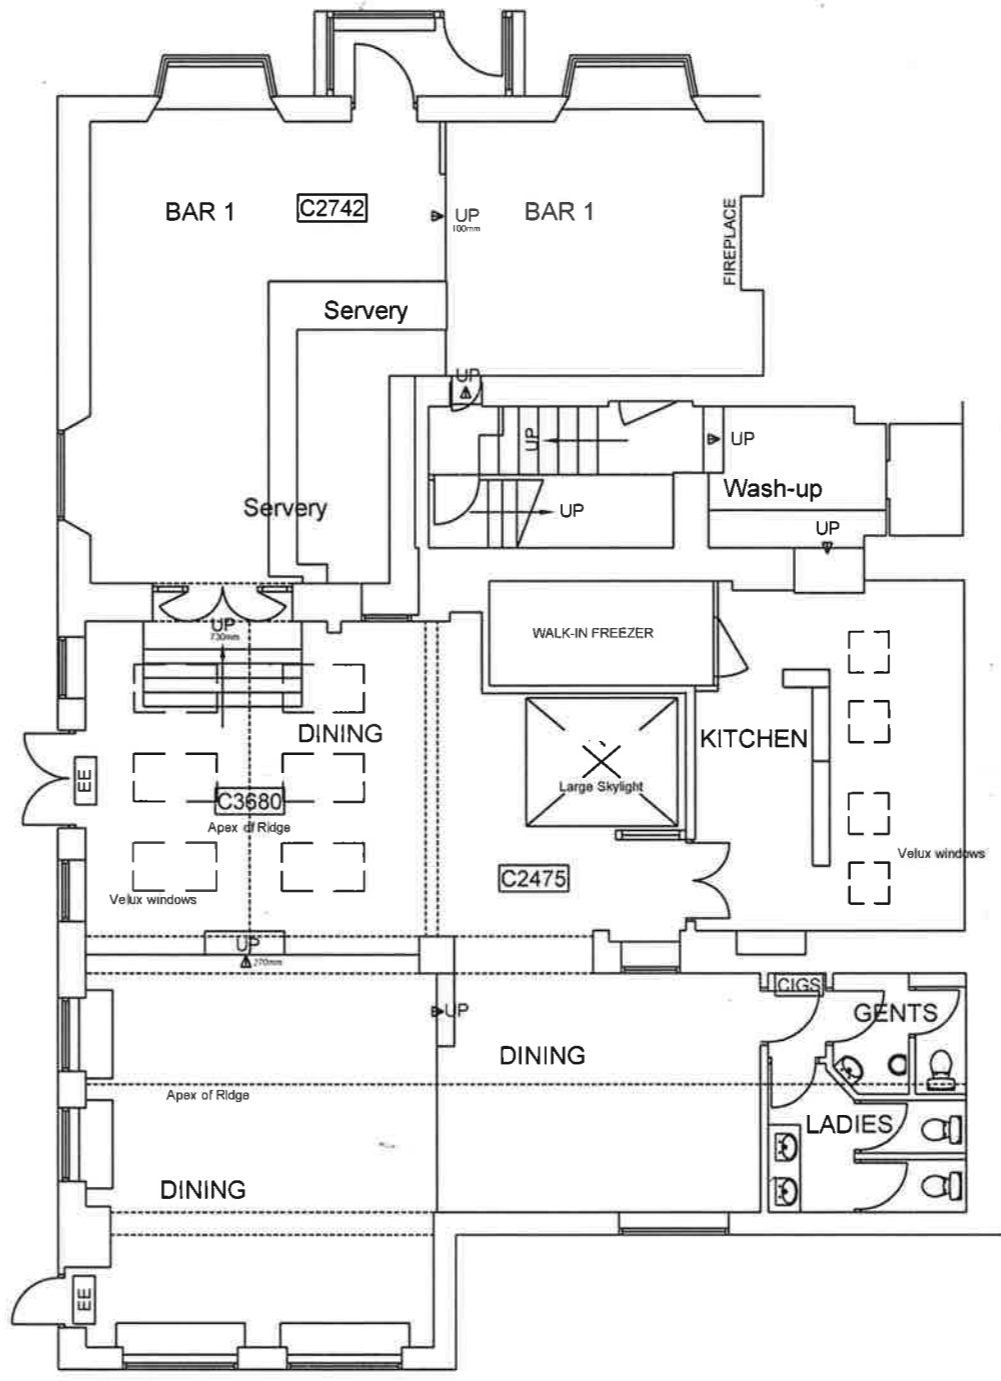 BAR 1
C2742
UP
100mm
BAR 1
FIREPLACE
Servery
UP
UP
UP
Wash-up
Servery
UP
UP
UP
730mm
WALK-IN FREEZER
DINING
KITCHEN
EE
Large Skylight
C3680
Apex of Ridge
Velux windows
C2475
Velux windows
UP
270mm
CIGS
UP
GENTS
DINING
Apex of Ridge
LADIES
DINING
EE